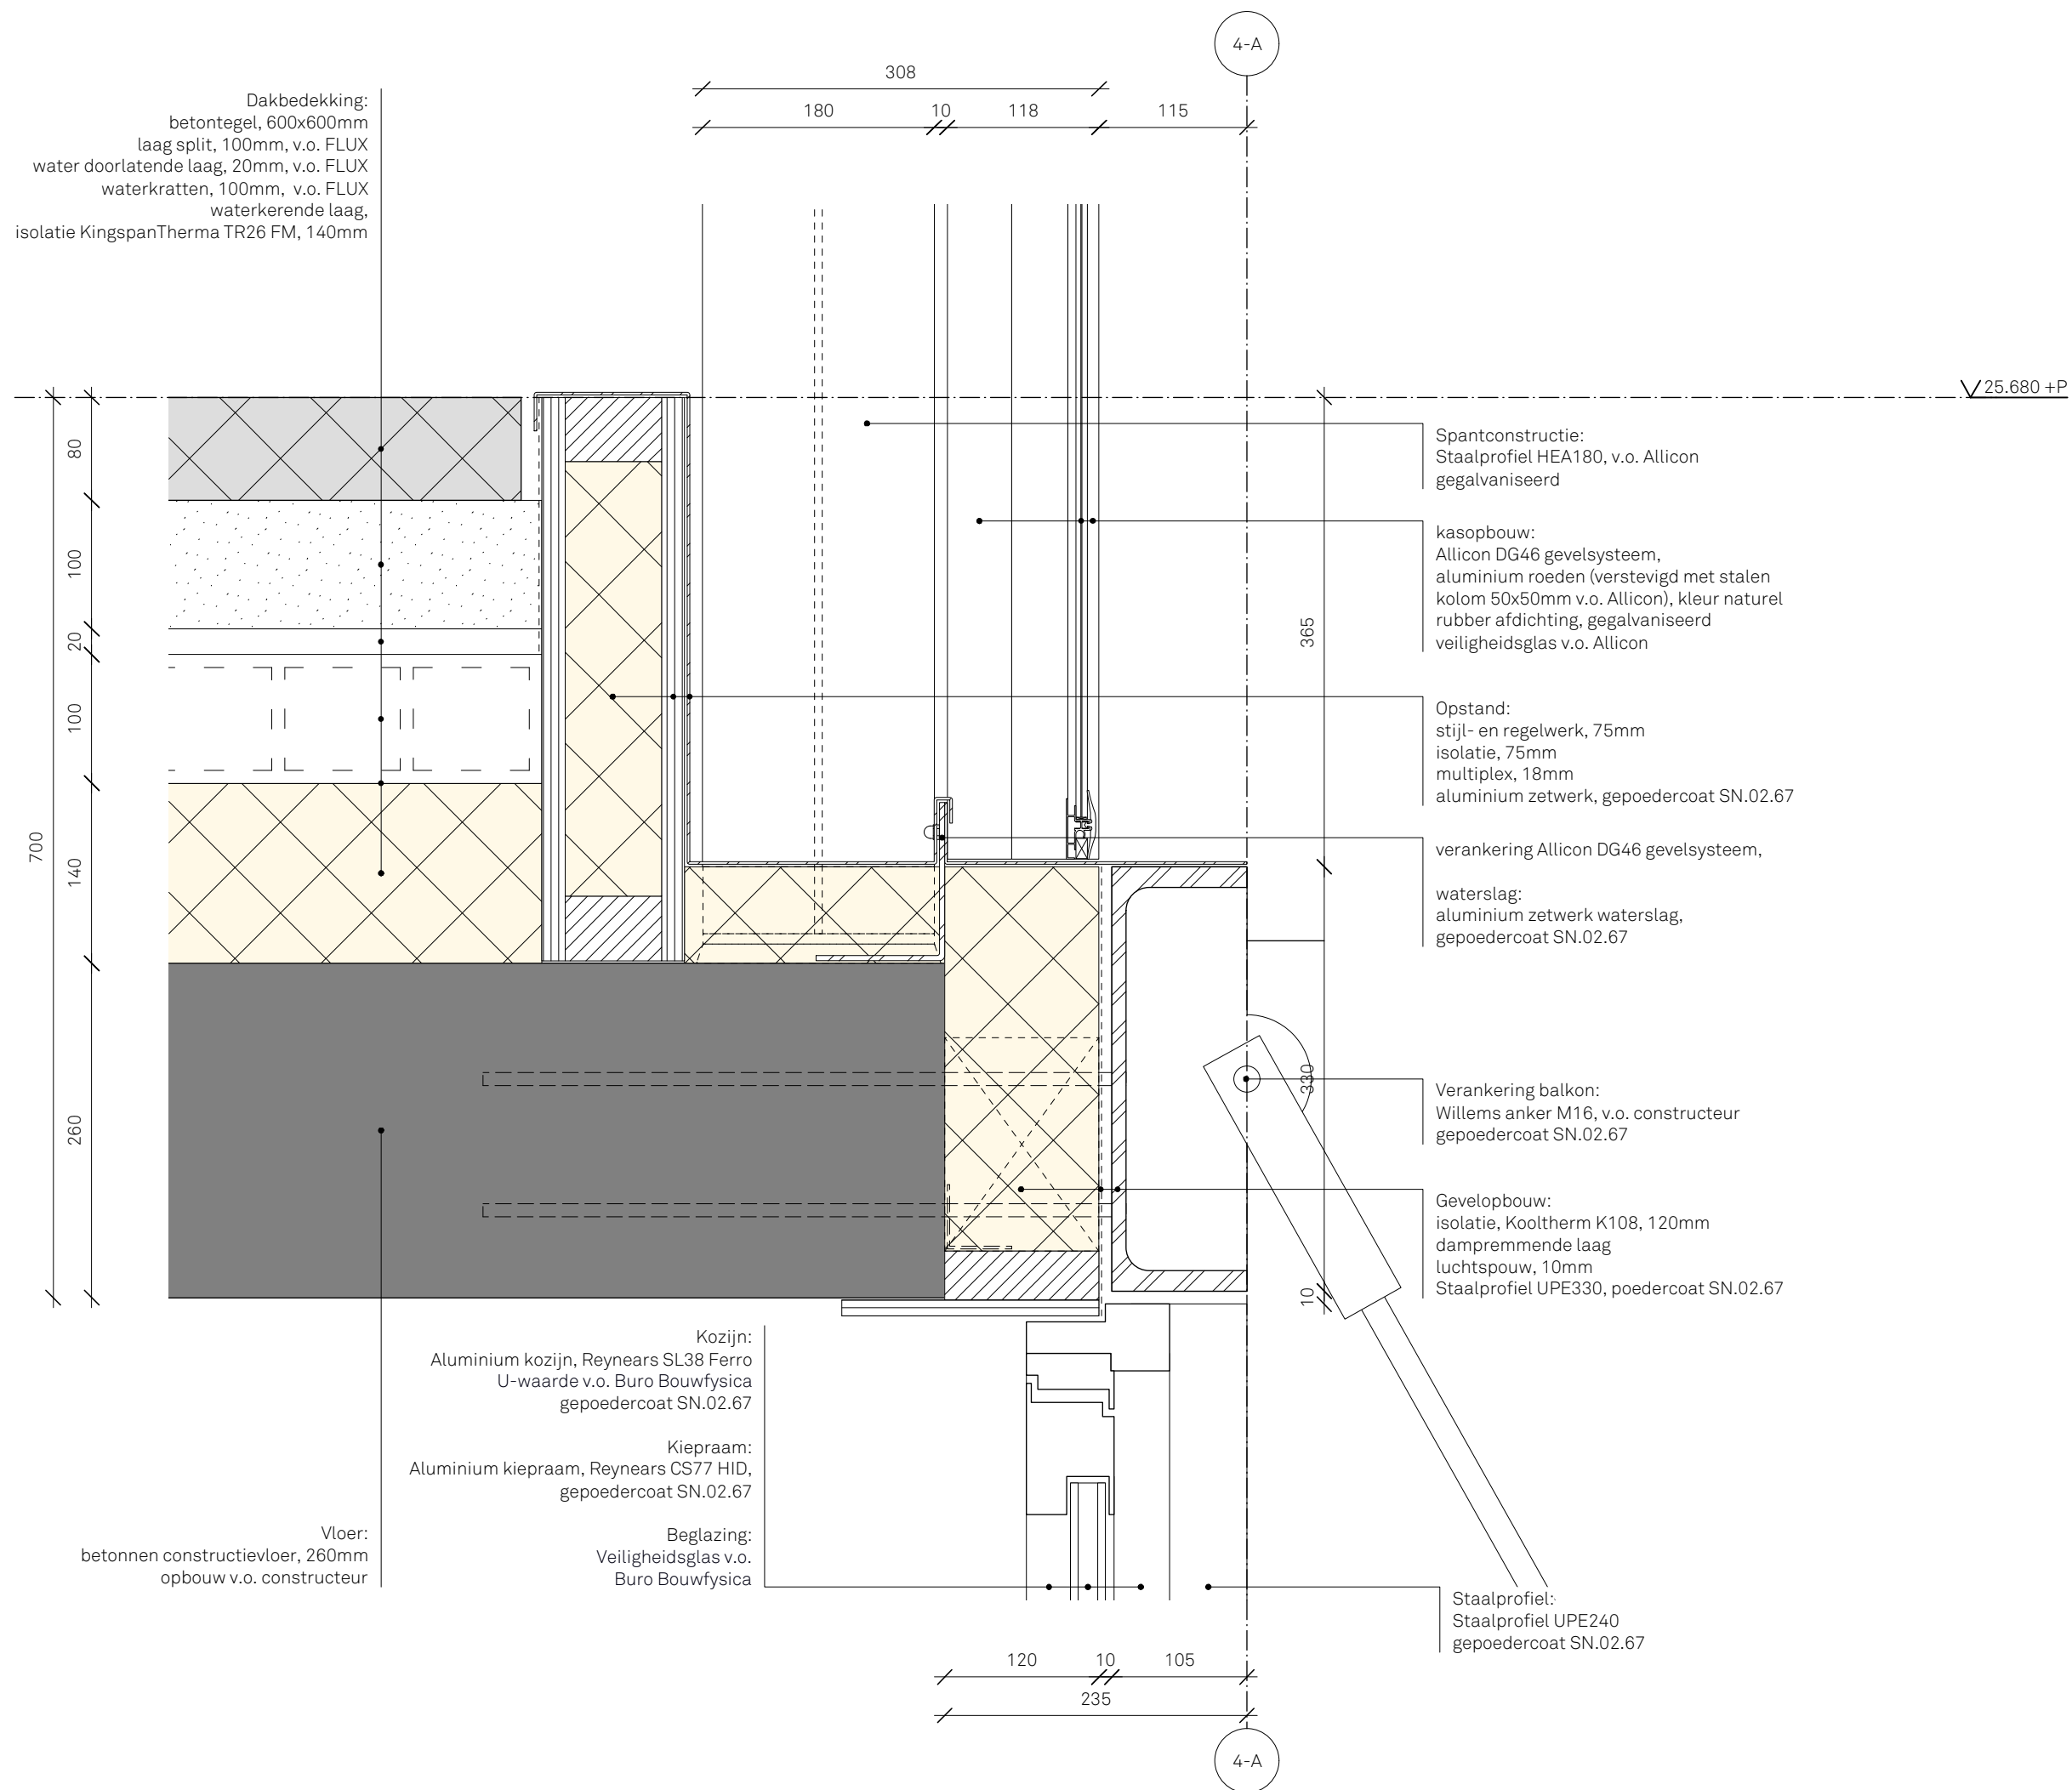 4-A
308
180
10
118
115
Dakbedekking:
betontegel, 600x600mm
laag split, 100mm, v.o. FLUX
water doorlatende laag, 20mm, v.o. FLUX
waterkratten, 100mm, v.o. FLUX
waterkerende laag,
isolatie KingspanTherma TR26 FM, 140mm
25.680 +P
80
100
20
100
140
260
700
365
330
10
Spantconstructie:
Staalprofiel HEA180, v.o. Allicon
gegalvaniseerd
kasopbouw:
Allicon DG46 gevelsysteem,
aluminium roeden (verstevigd met stalen
kolom 50x50mm v.o. Allicon), kleur naturel
rubber afdichting, gegalvaniseerd
veiligheidsglas v.o. Allicon
Opstand:
stijl- en regelwerk, 75mm
isolatie, 75mm
multiplex, 18mm
aluminium zetwerk, gepoedercoat SN.02.67
verankering Allicon DG46 gevelsysteem,
waterslag:
aluminium zetwerk waterslag,
gepoedercoat SN.02.67
Verankering balkon:
Willems anker M16, v.o. constructeur
gepoedercoat SN.02.67
Gevelopbouw:
isolatie, Kooltherm K108, 120mm
dampremmende laag
luchtspouw, 10mm
Staalprofiel UPE330, poedercoat SN.02.67
Kozijn:
Aluminium kozijn, Reynears SL38 Ferro
U-waarde v.o. Buro Bouwfysica
gepoedercoat SN.02.67
Kiepraam:
Aluminium kiepraam, Reynears CS77 HID,
gepoedercoat SN.02.67
Beglazing:
Veiligheidsglas v.o.
Buro Bouwfysica
Vloer:
betonnen constructievloer, 260mm
opbouw v.o. constructeur
Staalprofiel:
Staalprofiel UPE240
gepoedercoat SN.02.67
120
10
105
235
4-A